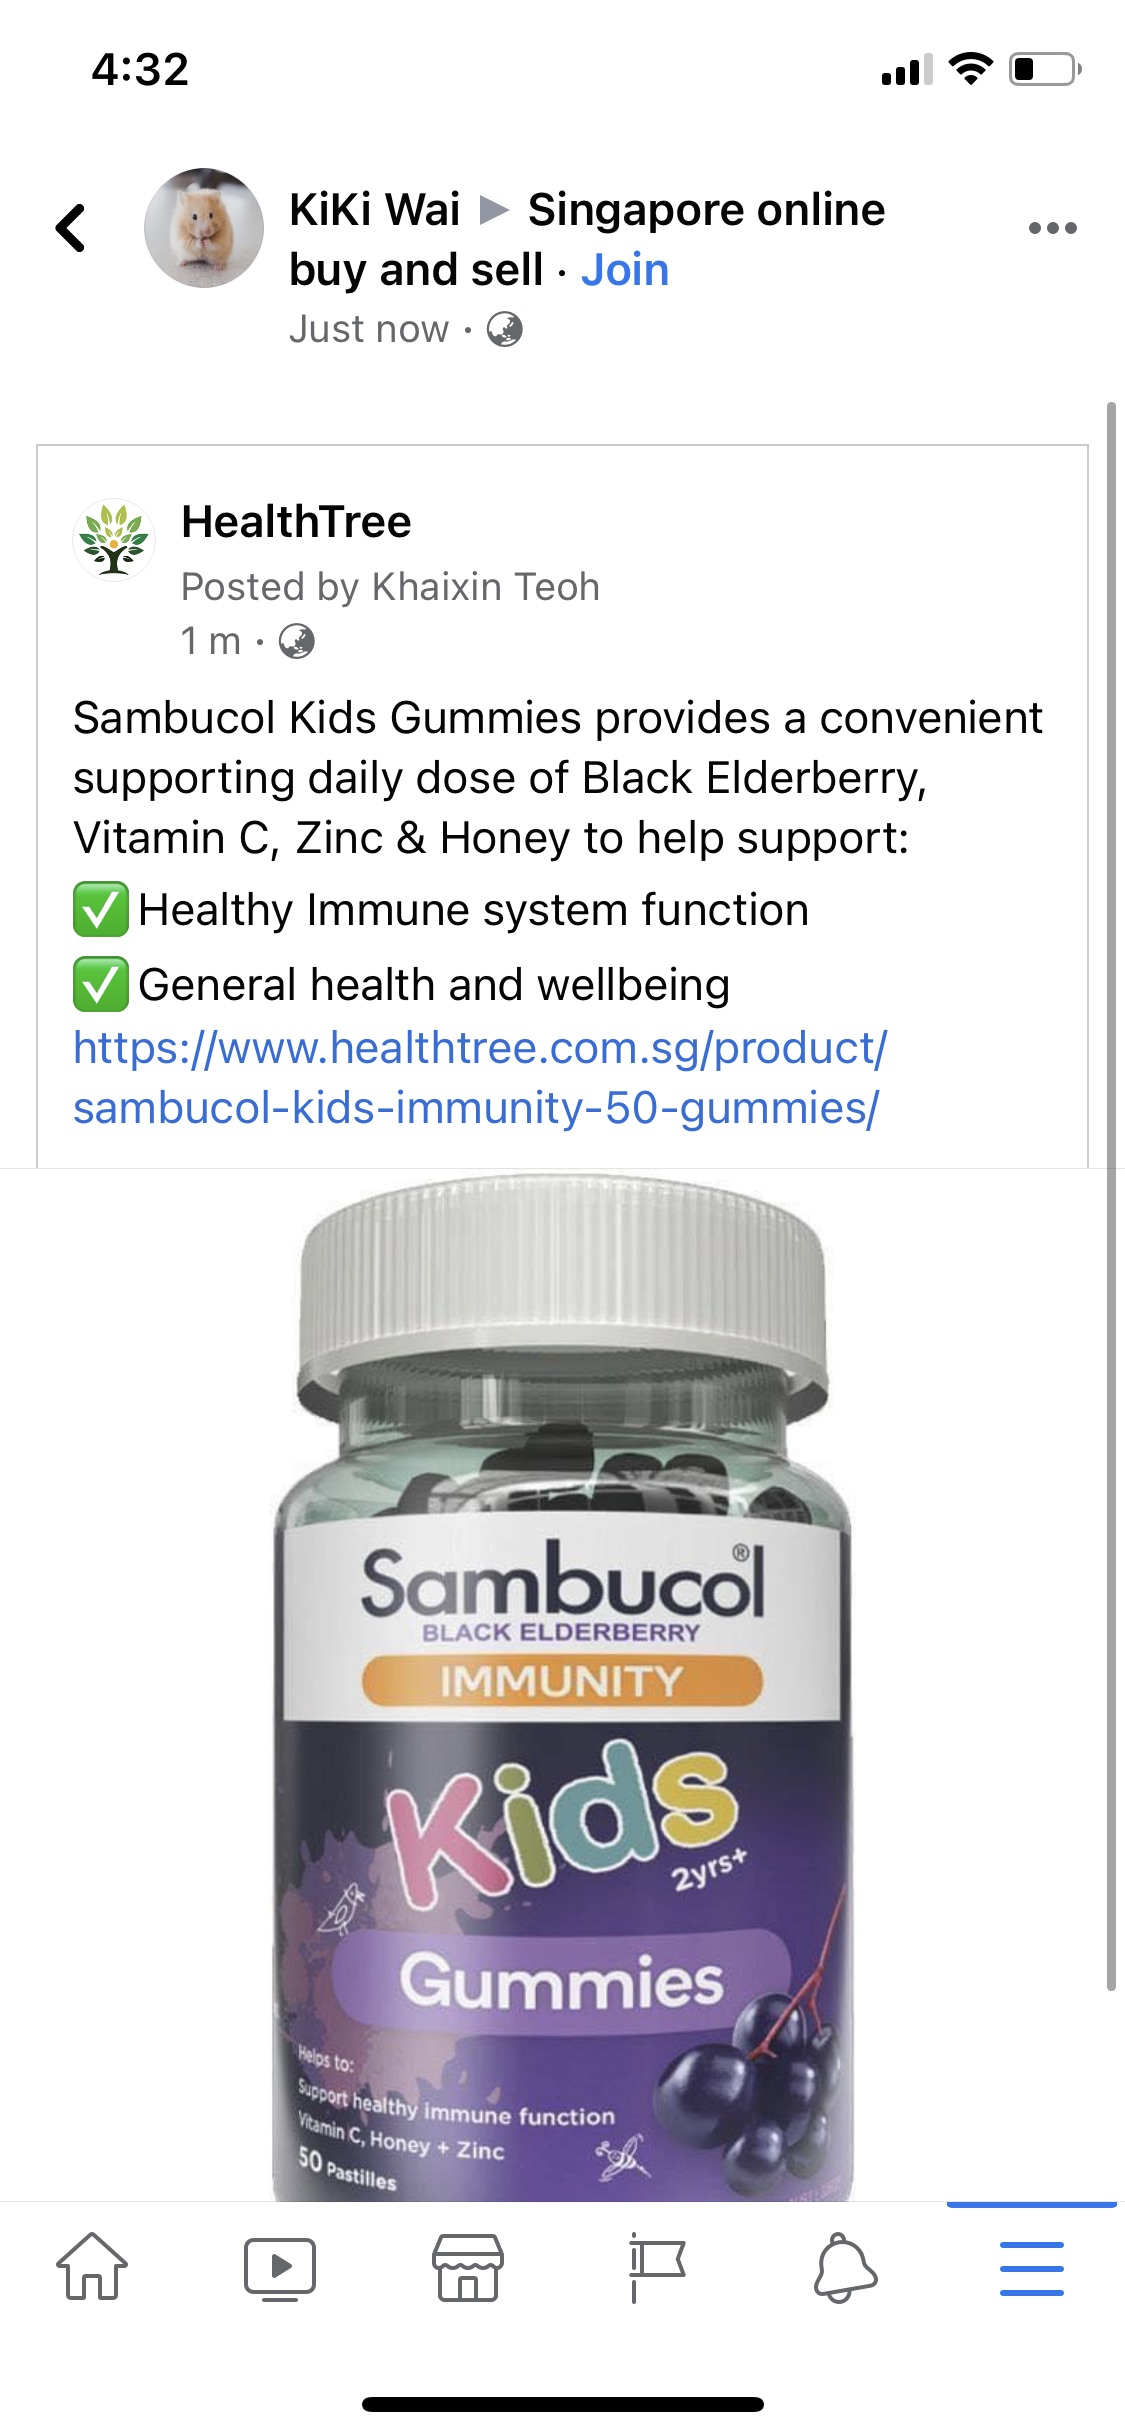 4:32
KiKi Wai ▶ Singapore online
buy and sell · Join
Just now ·
HealthTree
Posted by Khaixin Teoh
1 m ·
Sambucol Kids Gummies provides a convenient
supporting daily dose of Black Elderberry,
Vitamin C, Zinc & Honey to help support:
✅Healthy Immune system function
✅General health and wellbeing
https://www.healthtree.com.sg/product/
sambucol-kids-immunity-50-gummies/
Sambucol®
BLACK ELDERBERRY
IMMUNITY
Kids
2yrs+
Gummies
Helps to:
Support healthy immune function
Vitamin C, Honey + Zinc
50 Pastilles